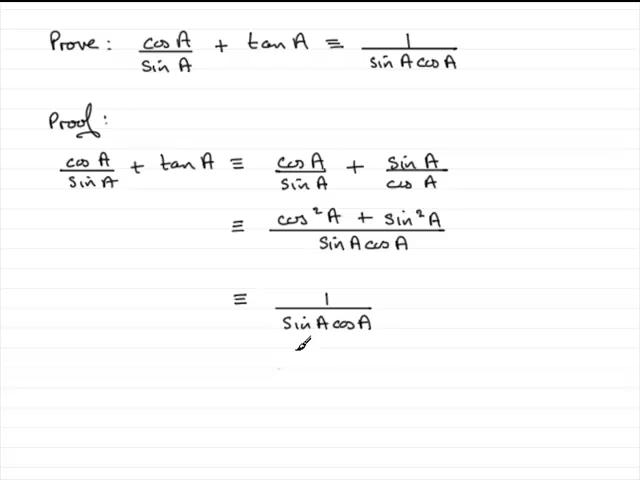 Prove: cos A / sin A + tan A ≡ 1 / sin A cos A
Proof:
cos A / sin A + tan A ≡ cos A / sin A + sin A / cos A
≡ cos²A + sin²A / sin A cos A
≡ 1 / sin A cos A